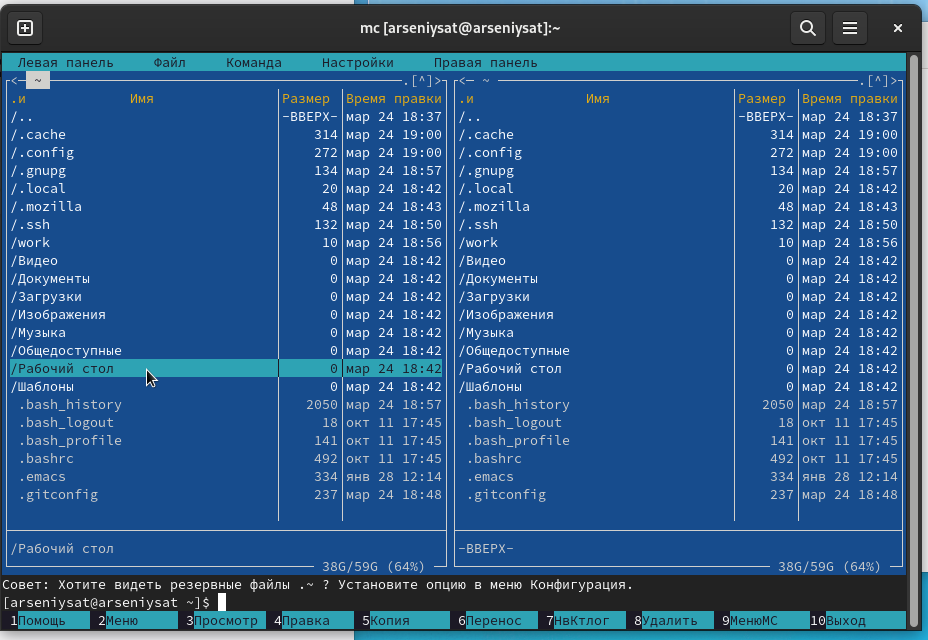 mc [arseniysat@arseniysat]:~
Левая панель Файл Команда Настройки Правая панель
<─ ~ .[^]> <─ ~ .[^]>
.и Имя Размер Время правки .и Имя Размер Время правки
/.. -ВВЕРХ- мар 24 18:37 /.. -ВВЕРХ- мар 24 18:37
/.cache 314 мар 24 19:00 /.cache 314 мар 24 19:00
/.config 272 мар 24 19:00 /.config 272 мар 24 19:00
/.gnupg 134 мар 24 18:57 /.gnupg 134 мар 24 18:57
/.local 20 мар 24 18:42 /.local 20 мар 24 18:42
/.mozilla 48 мар 24 18:43 /.mozilla 48 мар 24 18:43
/.ssh 132 мар 24 18:50 /.ssh 132 мар 24 18:50
/work 10 мар 24 18:56 /work 10 мар 24 18:56
/Видео 0 мар 24 18:42 /Видео 0 мар 24 18:42
/Документы 0 мар 24 18:42 /Документы 0 мар 24 18:42
/Загрузки 0 мар 24 18:42 /Загрузки 0 мар 24 18:42
/Изображения 0 мар 24 18:42 /Изображения 0 мар 24 18:42
/Музыка 0 мар 24 18:42 /Музыка 0 мар 24 18:42
/Общедоступные 0 мар 24 18:42 /Общедоступные 0 мар 24 18:42
/Рабочий стол 0 мар 24 18:42 /Рабочий стол 0 мар 24 18:42
/Шаблоны 0 мар 24 18:42 /Шаблоны 0 мар 24 18:42
.bash_history 2050 мар 24 18:57 .bash_history 2050 мар 24 18:57
.bash_logout 18 окт 11 17:45 .bash_logout 18 окт 11 17:45
.bash_profile 141 окт 11 17:45 .bash_profile 141 окт 11 17:45
.bashrc 492 окт 11 17:45 .bashrc 492 окт 11 17:45
.emacs 334 янв 28 12:14 .emacs 334 янв 28 12:14
.gitconfig 237 мар 24 18:48 .gitconfig 237 мар 24 18:48
/Рабочий стол -ВВЕРХ-
38G/59G (64%) 38G/59G (64%)
Совет: Хотите видеть резервные файлы .~ ? Установите опцию в меню Конфигурация.
[arseniysat@arseniysat ~]$
1Помощь 2Меню 3Просмотр 4Правка 5Копия 6Перенос 7НвКтлог 8Удалить 9МенюМС 10Выход